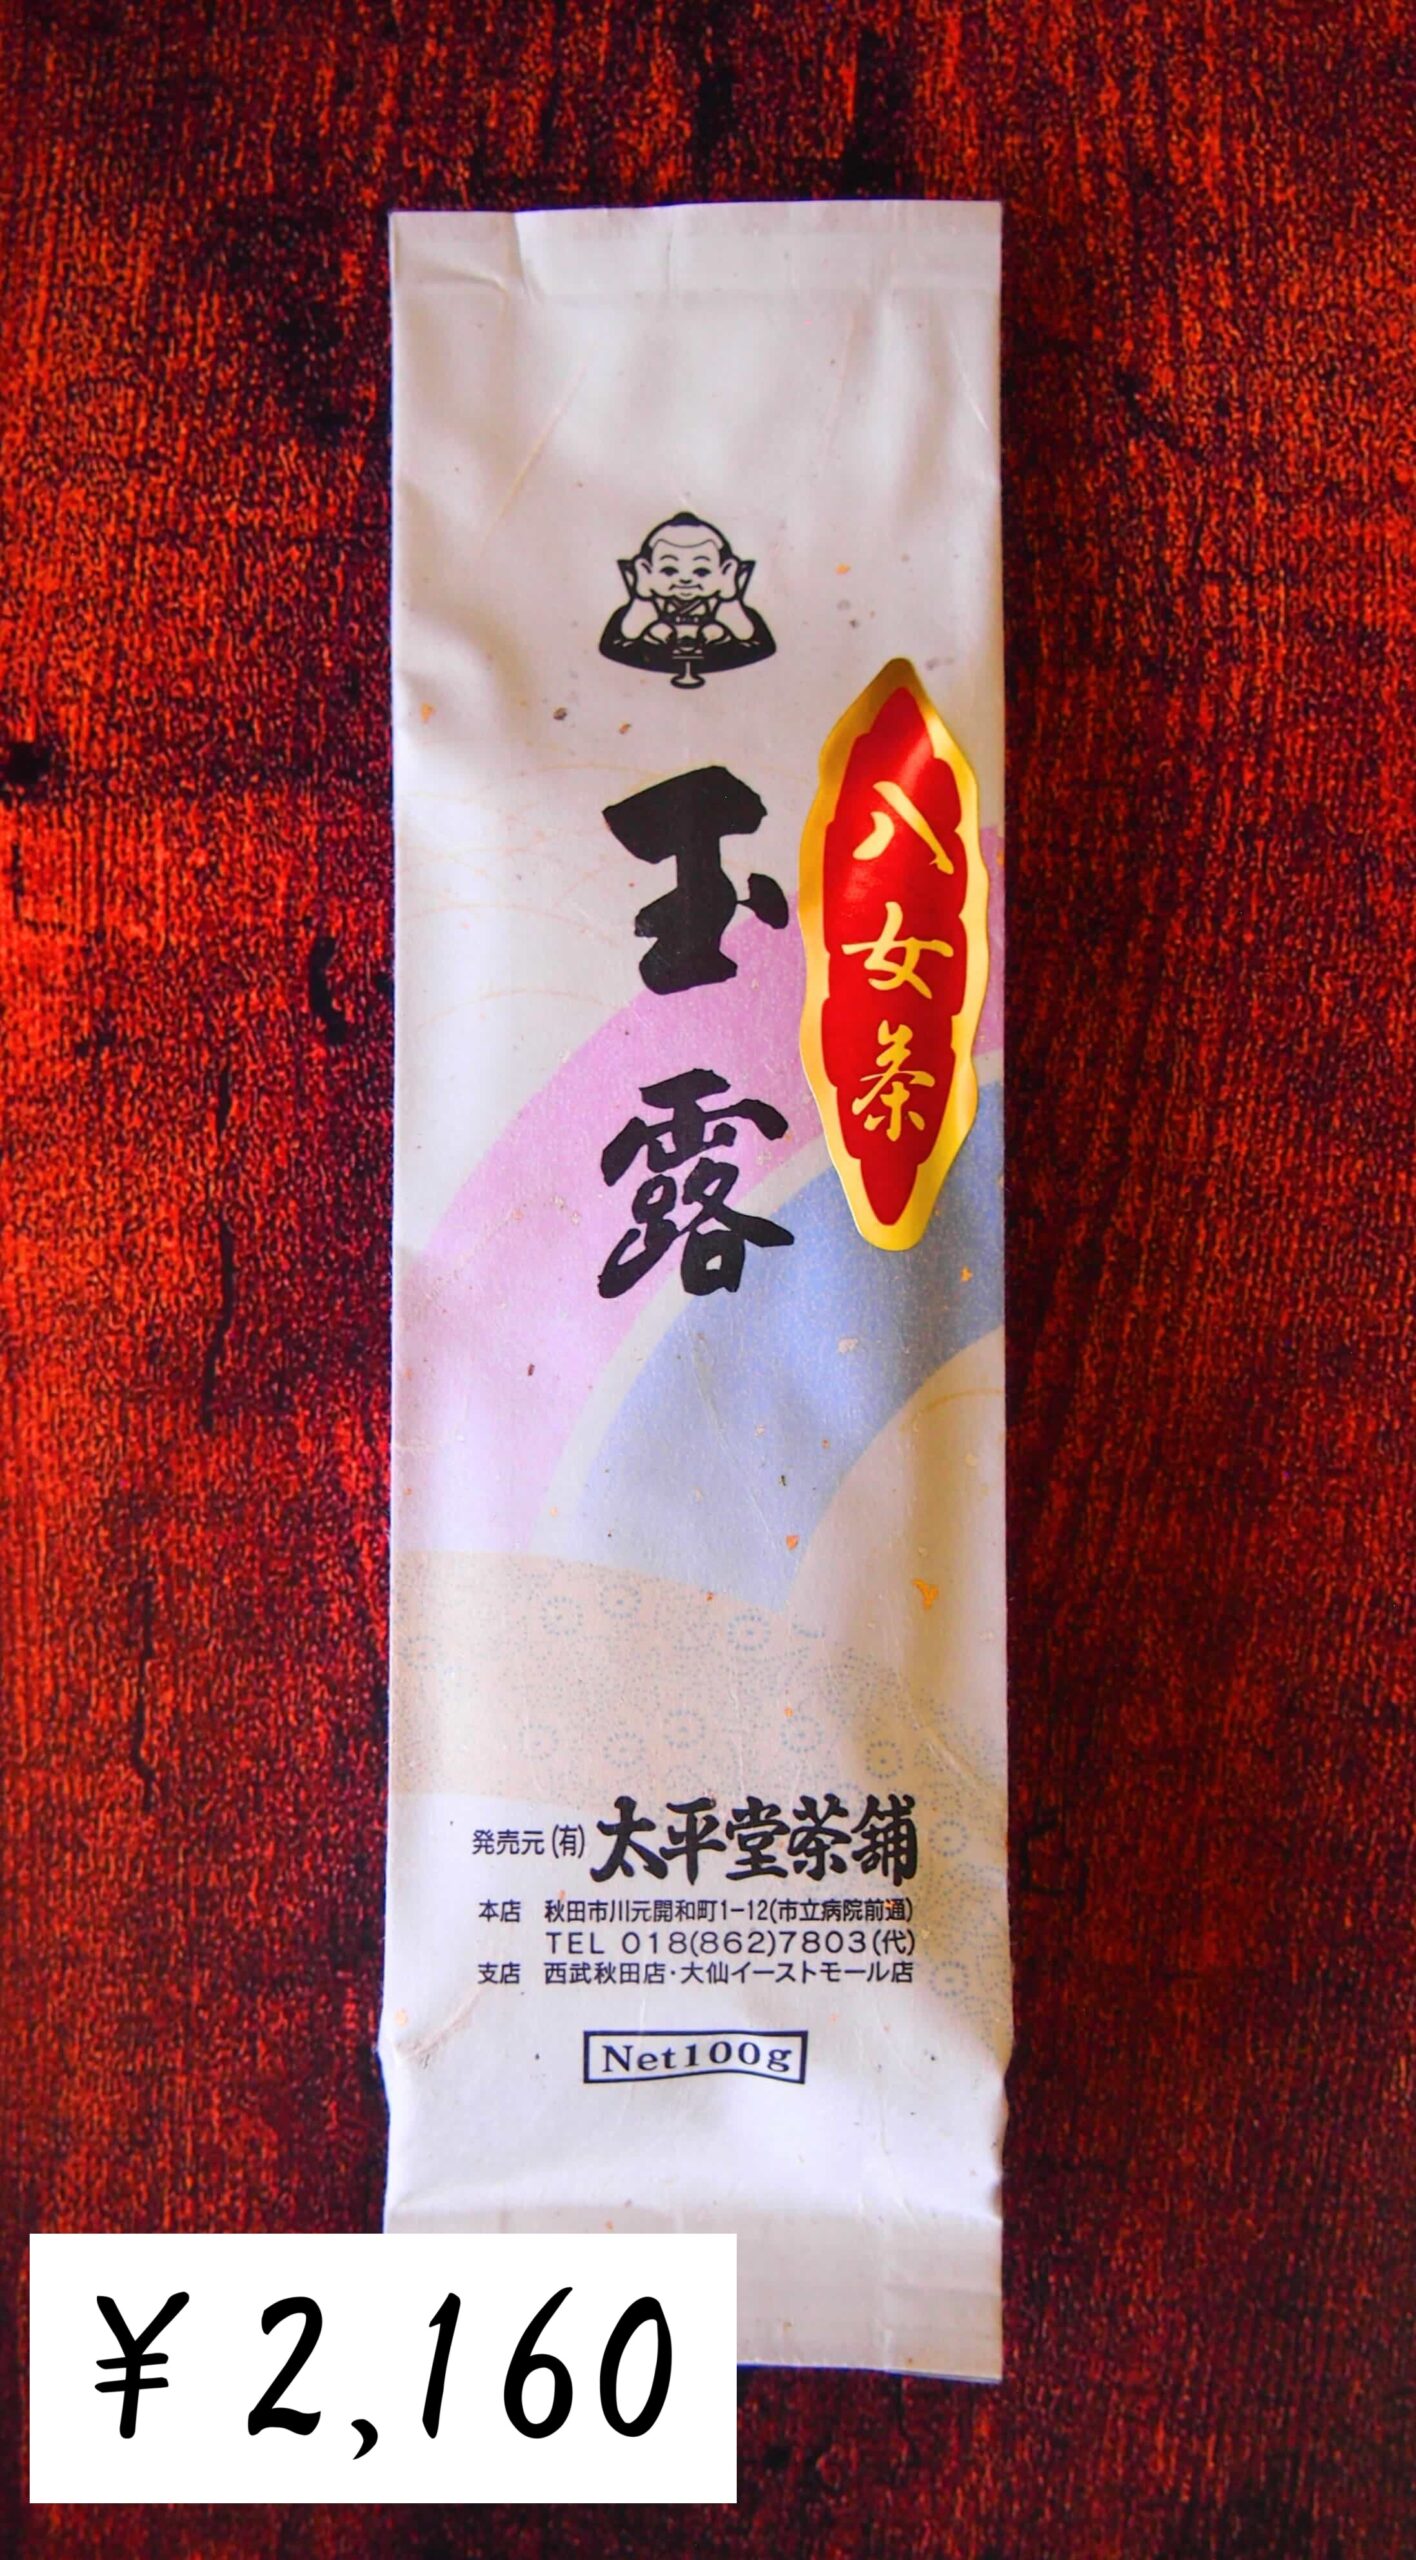 玉露
八女茶
発売元(有)太平堂茶舗
本店 秋田市川元開和町1-12(市立病院前通)
TEL 018(862)7803(代)
支店 西武秋田店・大仙イーストモール店
Net100g
¥2,160